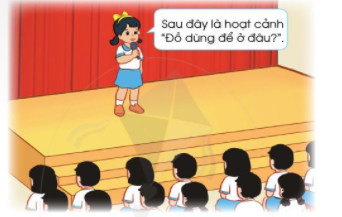 Sau đây là hoạt cảnh
“Đồ dùng để ở đâu?”.